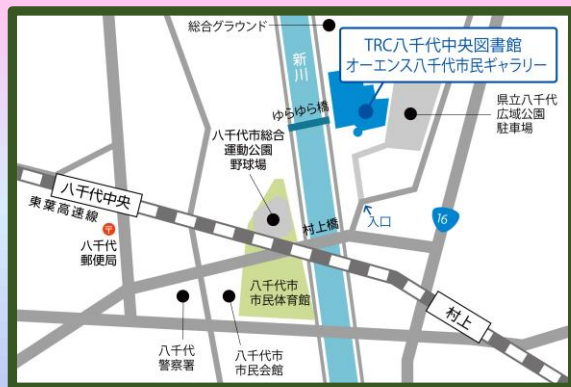 総合グラウンド
新川
TRC八千代中央図書館
オーエンス八千代市民ギャラリー
ゆらゆら橋
県立八千代
広域公園
駐車場
八千代市総合
運動公園
野球場
八千代中央
東葉高速線
〒
八千代
郵便局
村上橋
入口
16
八千代市
市民体育館
村上
八千代
警察署
八千代市
市民会館